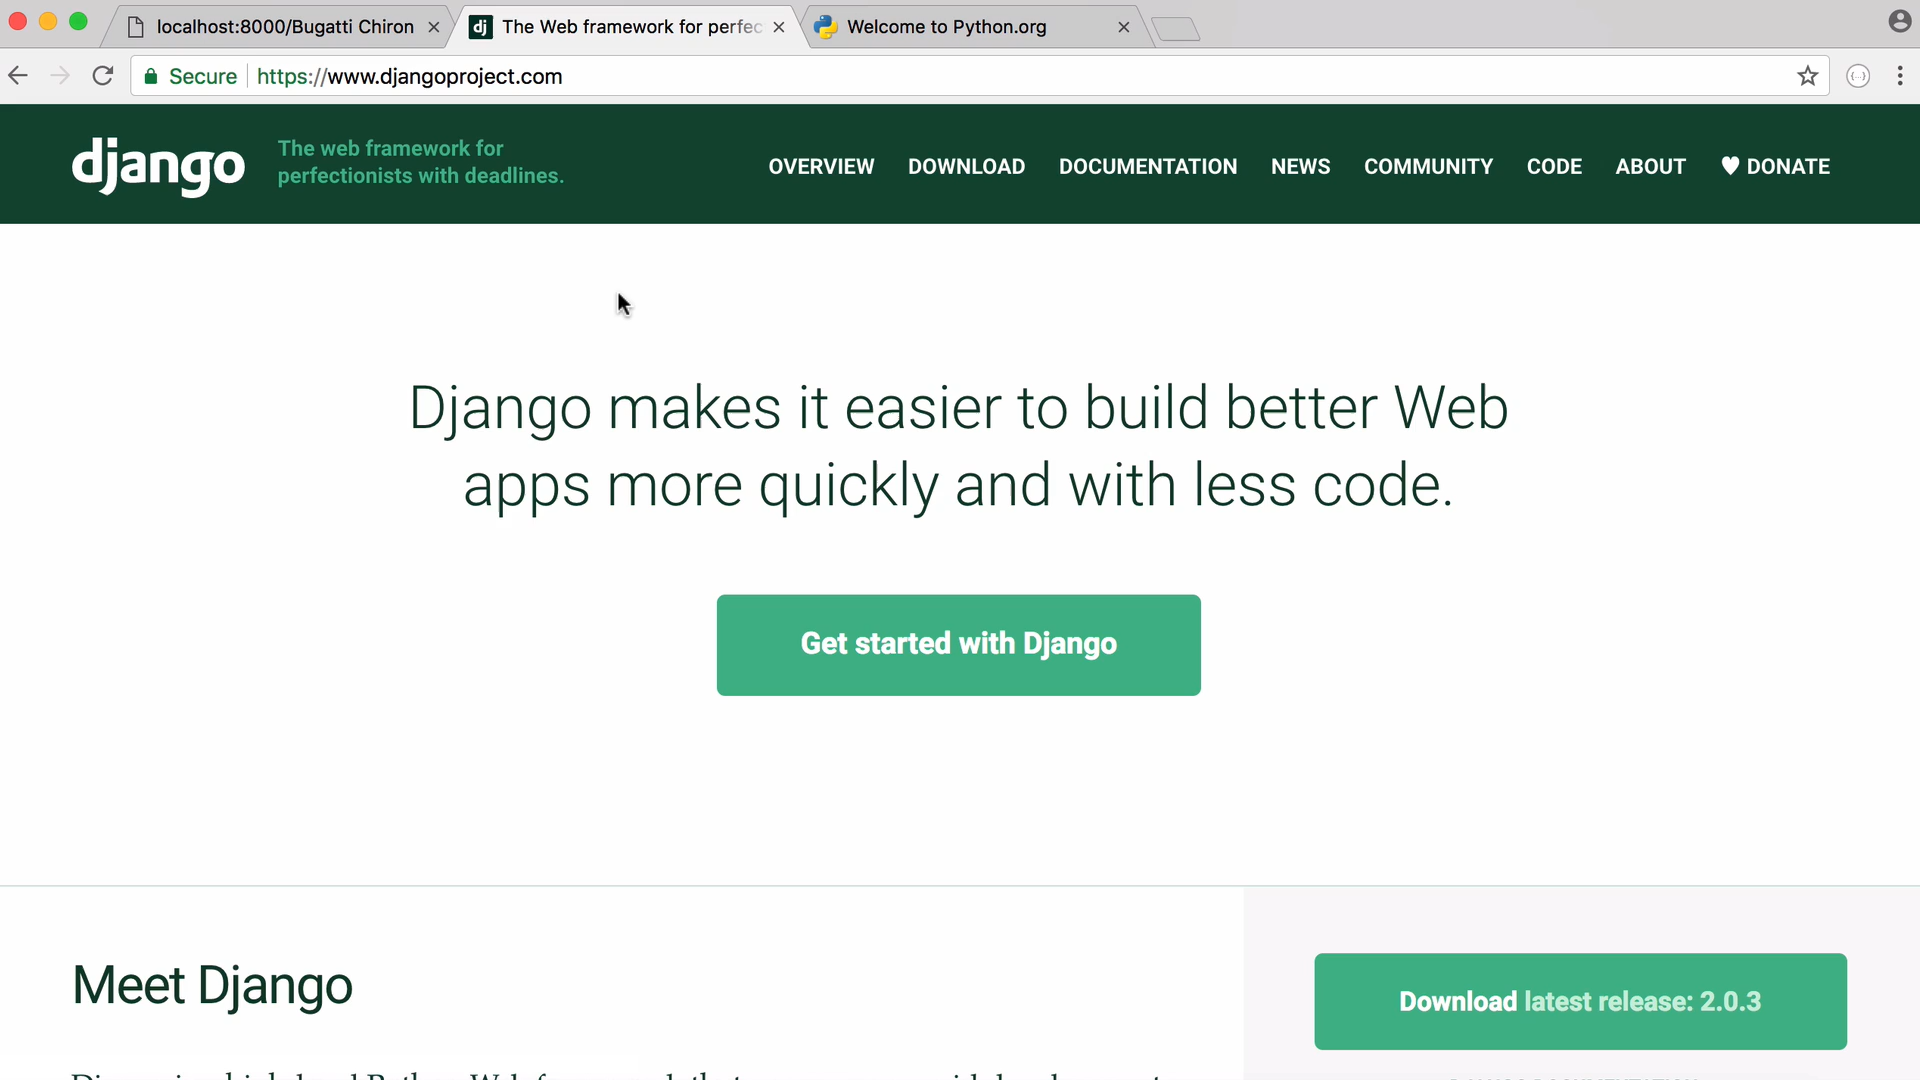 localhost:8000/Bugatti Chiron
The Web framework for perfec
Welcome to Python.org
Secure https://www.djangoproject.com
django
The web framework for
perfectionists with deadlines.
OVERVIEW DOWNLOAD DOCUMENTATION NEWS COMMUNITY CODE ABOUT ♥ DONATE
Django makes it easier to build better Web
apps more quickly and with less code.
Get started with Django
Meet Django
Download latest release: 2.0.3